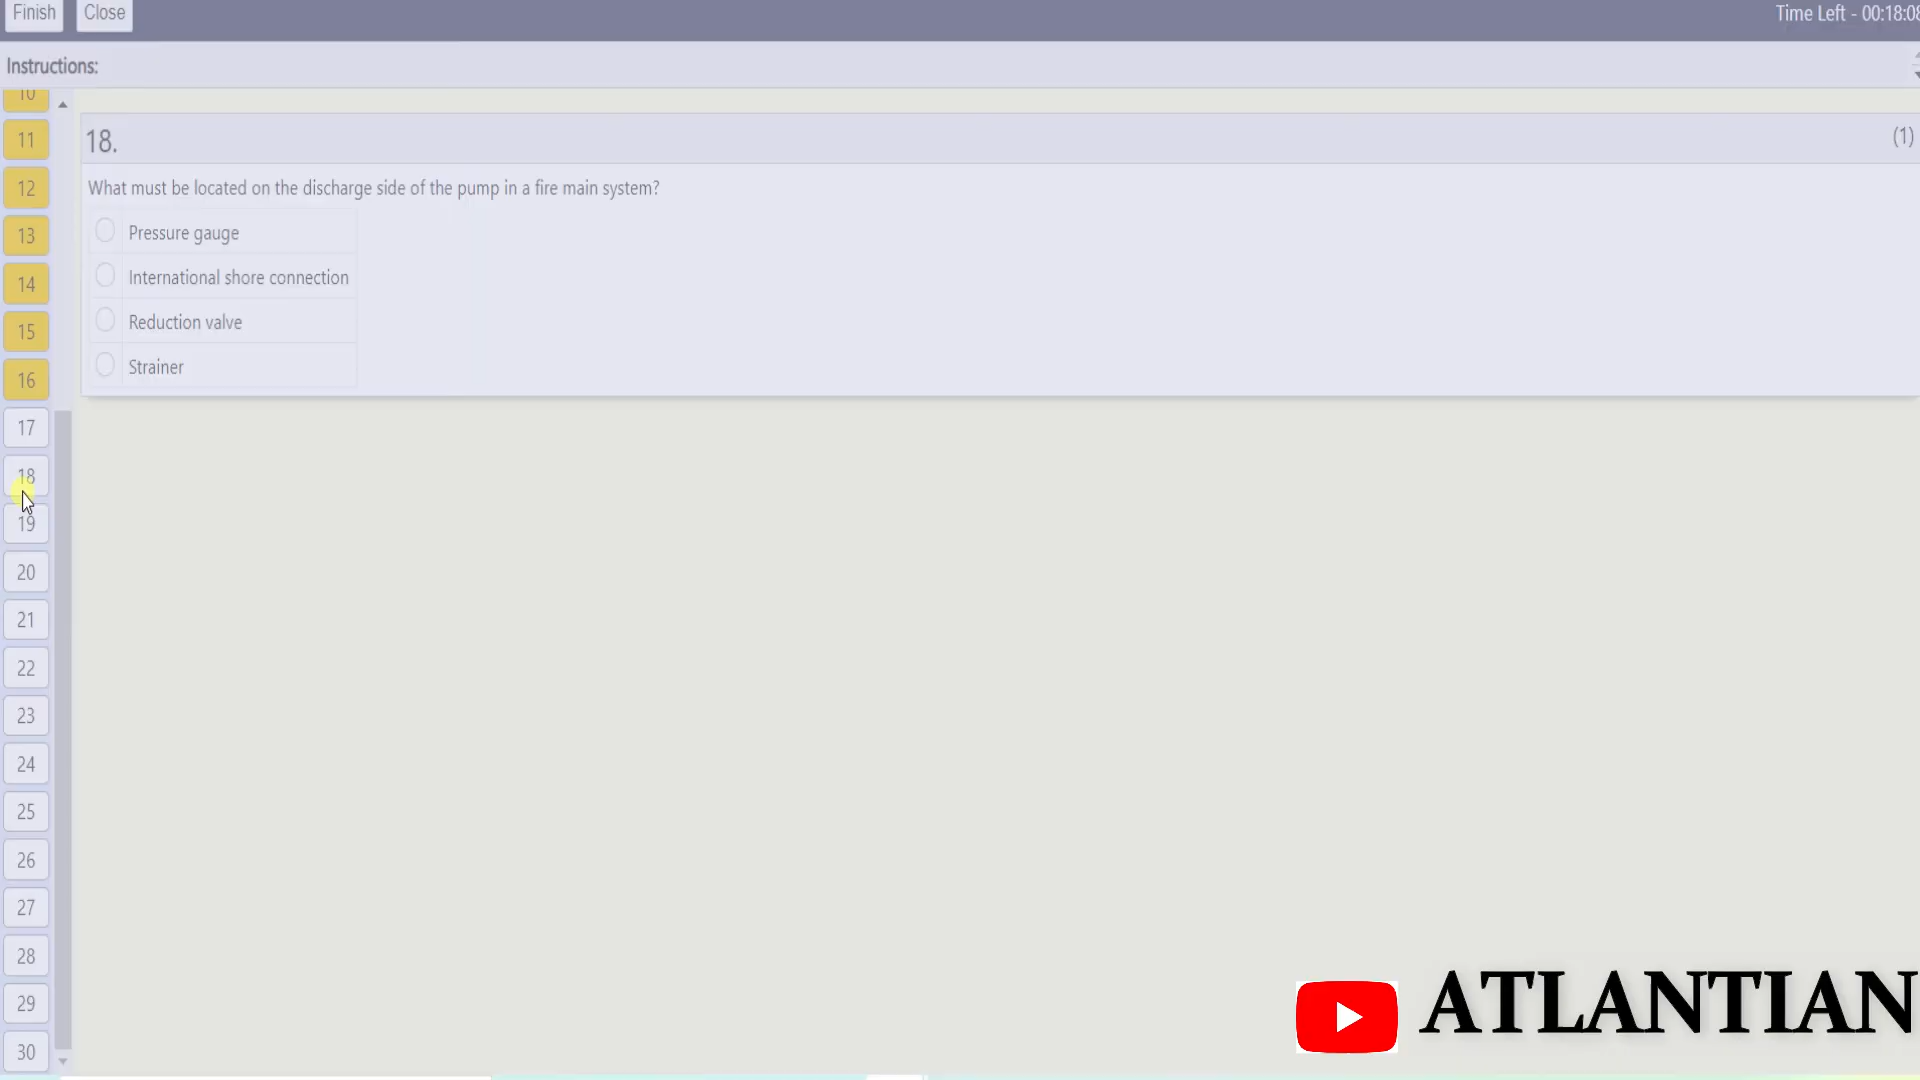 Finish Close Time Left - 00:18:08
Instructions:
10
11
12
13
14
15
16
17
18
19
20
21
22
23
24
25
26
27
28
29
30
18. (1)
What must be located on the discharge side of the pump in a fire main system?
Pressure gauge
International shore connection
Reduction valve
Strainer
ATLANTIAN